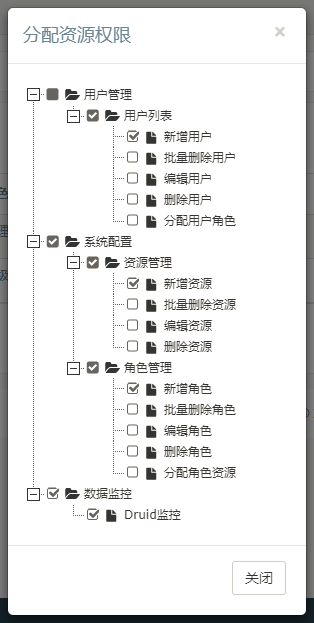 分配资源权限
×
用户管理
用户列表
新增用户
批量删除用户
编辑用户
删除用户
分配用户角色
系统配置
资源管理
新增资源
批量删除资源
编辑资源
删除资源
角色管理
新增角色
批量删除角色
编辑角色
删除角色
分配角色资源
数据监控
Druid监控
关闭